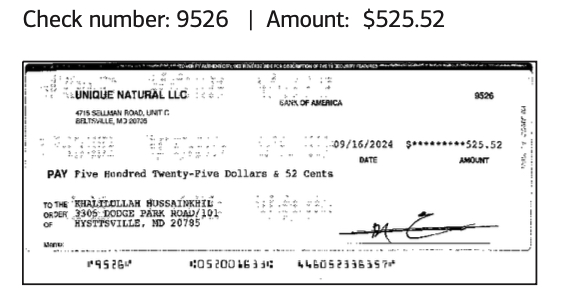 Check number: 9526 | Amount: $525.52
UNIQUE NATURAL LLC
BANK OF AMERICA
9526
4715 SELLMAN ROAD, UNIT C
BELTSVILLE, MD 20705
09/16/2024 $*********525.52
DATE AMOUNT
PAY Five Hundred Twenty-Five Dollars & 52 Cents
TO THE KHALILULLAH HUSSAINKHIL
ORDER 3305 DODGE PARK ROAD/101
OF HYSTTSVILLE, MD 20785
Memo:
⑈9526⑈ ⑆052001633⑆ 446052336357⑈